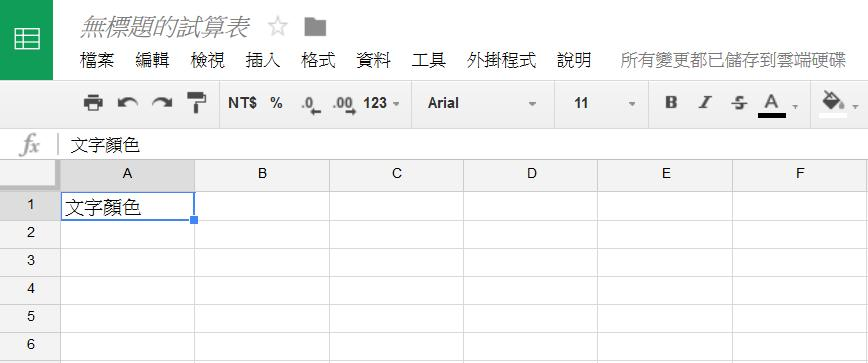 無標題的試算表
檔案 編輯 檢視 插入 格式 資料 工具 外掛程式 說明 所有變更都已儲存到雲端硬碟
NT$ % .0 .00 123 Arial 11 B I S A
fx 文字顏色
A B C D E F
1 文字顏色
2
3
4
5
6